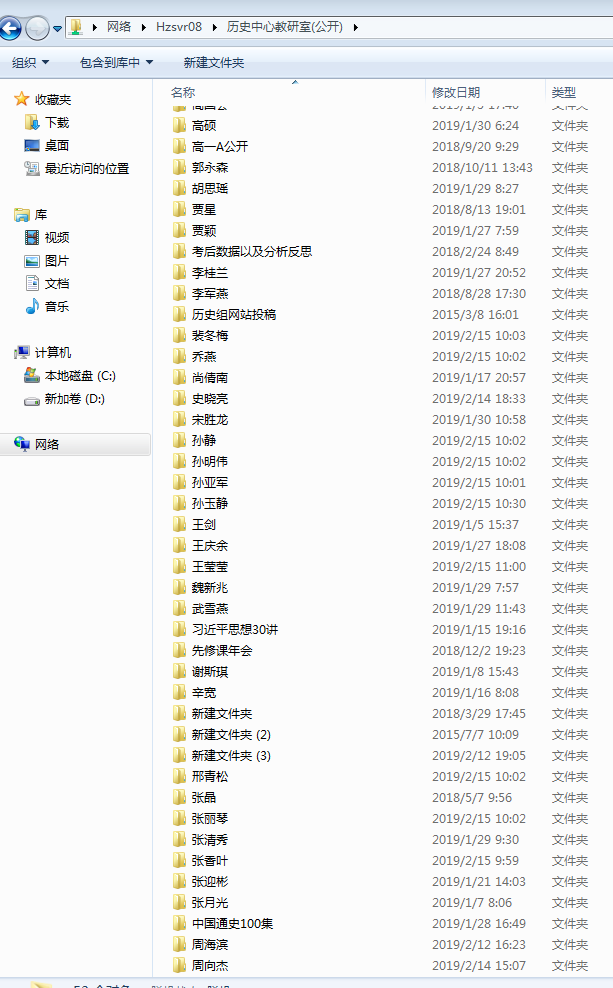 网络 Hzsvr08 历史中心教研室(公开)
组织 包含到库中 新建文件夹
名称 修改日期 类型
收藏夹
下载
桌面
最近访问的位置
库
视频
图片
文档
音乐
计算机
本地磁盘 (C:)
新加卷 (D:)
网络
高硕 2019/1/30 6:24 文件夹
高一A公开 2018/9/20 9:29 文件夹
郭永森 2018/10/11 13:43 文件夹
胡思瑶 2019/1/29 8:27 文件夹
贾星 2018/8/13 19:01 文件夹
贾颖 2019/1/27 7:59 文件夹
考后数据以及分析反思 2018/2/24 8:49 文件夹
李桂兰 2019/1/27 20:52 文件夹
李军燕 2018/8/28 17:30 文件夹
历史组网站投稿 2015/3/8 16:01 文件夹
裴冬梅 2019/2/15 10:03 文件夹
乔燕 2019/2/15 10:02 文件夹
尚倩南 2019/1/17 20:57 文件夹
史晓亮 2019/2/14 18:33 文件夹
宋胜龙 2019/1/30 10:58 文件夹
孙静 2019/2/15 10:02 文件夹
孙明伟 2019/2/15 10:02 文件夹
孙亚军 2019/2/15 10:01 文件夹
孙玉静 2019/2/15 10:30 文件夹
王剑 2019/1/5 15:37 文件夹
王庆余 2019/1/27 18:08 文件夹
王莹莹 2019/2/15 11:00 文件夹
魏新兆 2019/1/29 7:57 文件夹
武雪燕 2019/1/29 11:43 文件夹
习近平思想30讲 2019/1/15 19:16 文件夹
先修课年会 2018/12/2 19:23 文件夹
谢斯琪 2019/1/8 15:43 文件夹
辛宽 2019/1/16 8:08 文件夹
新建文件夹 2018/3/29 17:45 文件夹
新建文件夹 (2) 2015/7/7 10:09 文件夹
新建文件夹 (3) 2019/2/12 19:05 文件夹
邢青松 2019/2/15 10:02 文件夹
张晶 2018/5/7 9:56 文件夹
张丽琴 2019/2/15 10:02 文件夹
张清秀 2019/1/29 9:30 文件夹
张香叶 2019/2/15 9:59 文件夹
张迎彬 2019/1/21 14:03 文件夹
张月光 2019/1/7 8:06 文件夹
中国通史100集 2019/1/28 16:49 文件夹
周海滨 2019/2/12 16:23 文件夹
周向杰 2019/2/14 15:07 文件夹